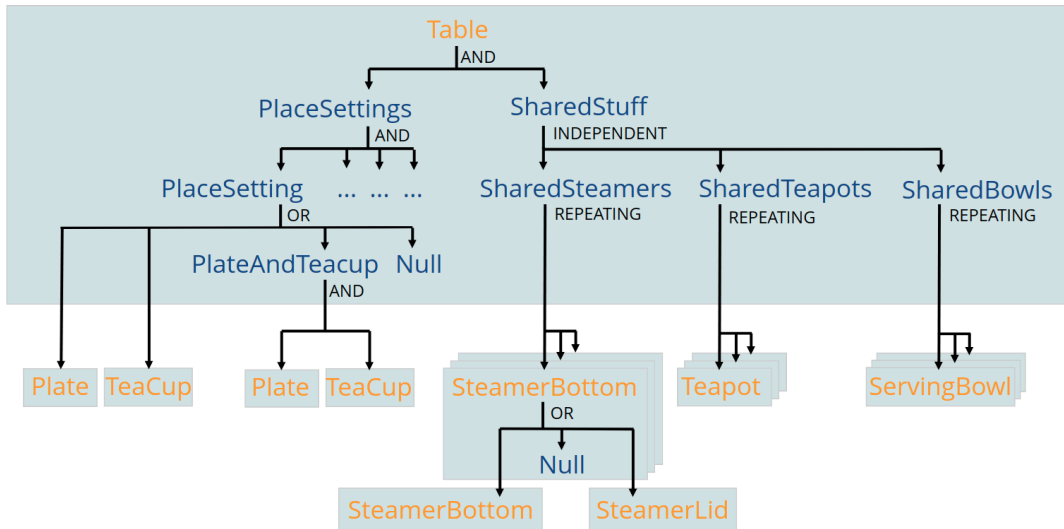 Table
AND
PlaceSettings
SharedStuff
AND
INDEPENDENT
PlaceSetting
... ... ...
SharedSteamers
SharedTeapots
SharedBowls
OR
REPEATING
REPEATING
REPEATING
PlateAndTeacup
Null
AND
Plate
TeaCup
Plate
TeaCup
SteamerBottom
Teapot
ServingBowl
OR
Null
SteamerBottom
SteamerLid